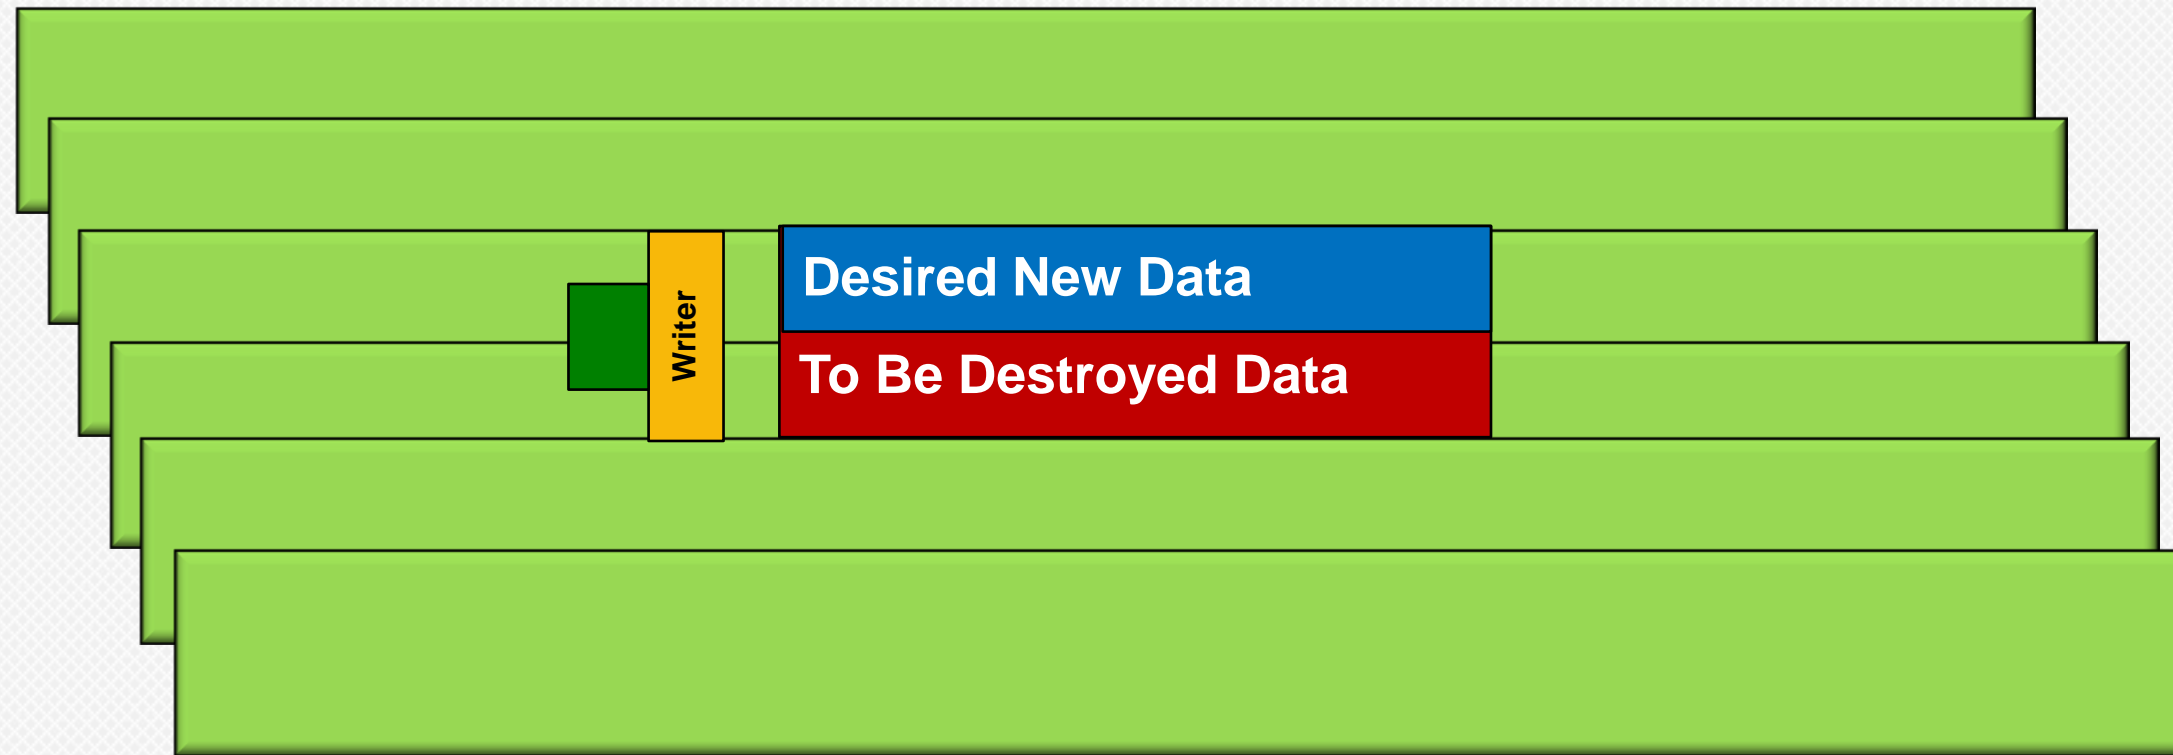 Desired New Data
Writer
To Be Destroyed Data